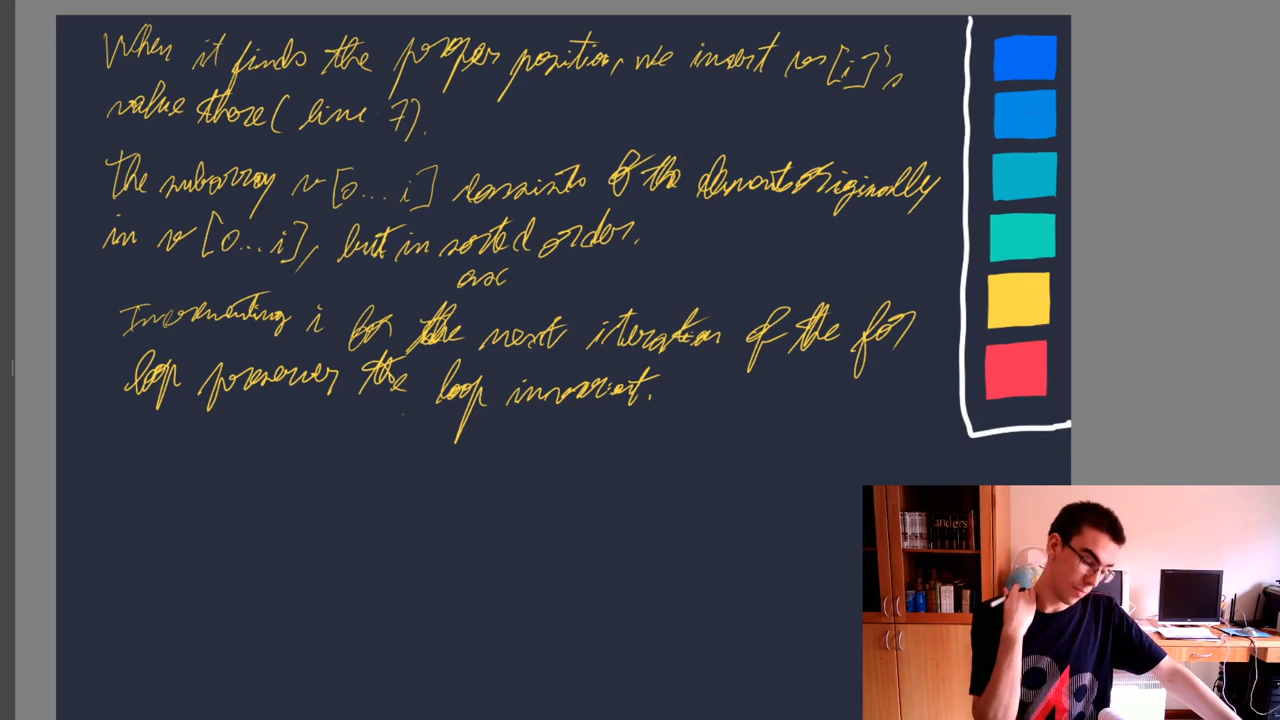 When it finds the proper position, we insert v[i]'s
value there (line 7).
The subarray v[0...i] consists of the elements originally
in v[0...i], but in sorted order.
asc
Incrementing i for the next iteration of the for
loop preserves the loop invariant.
anders